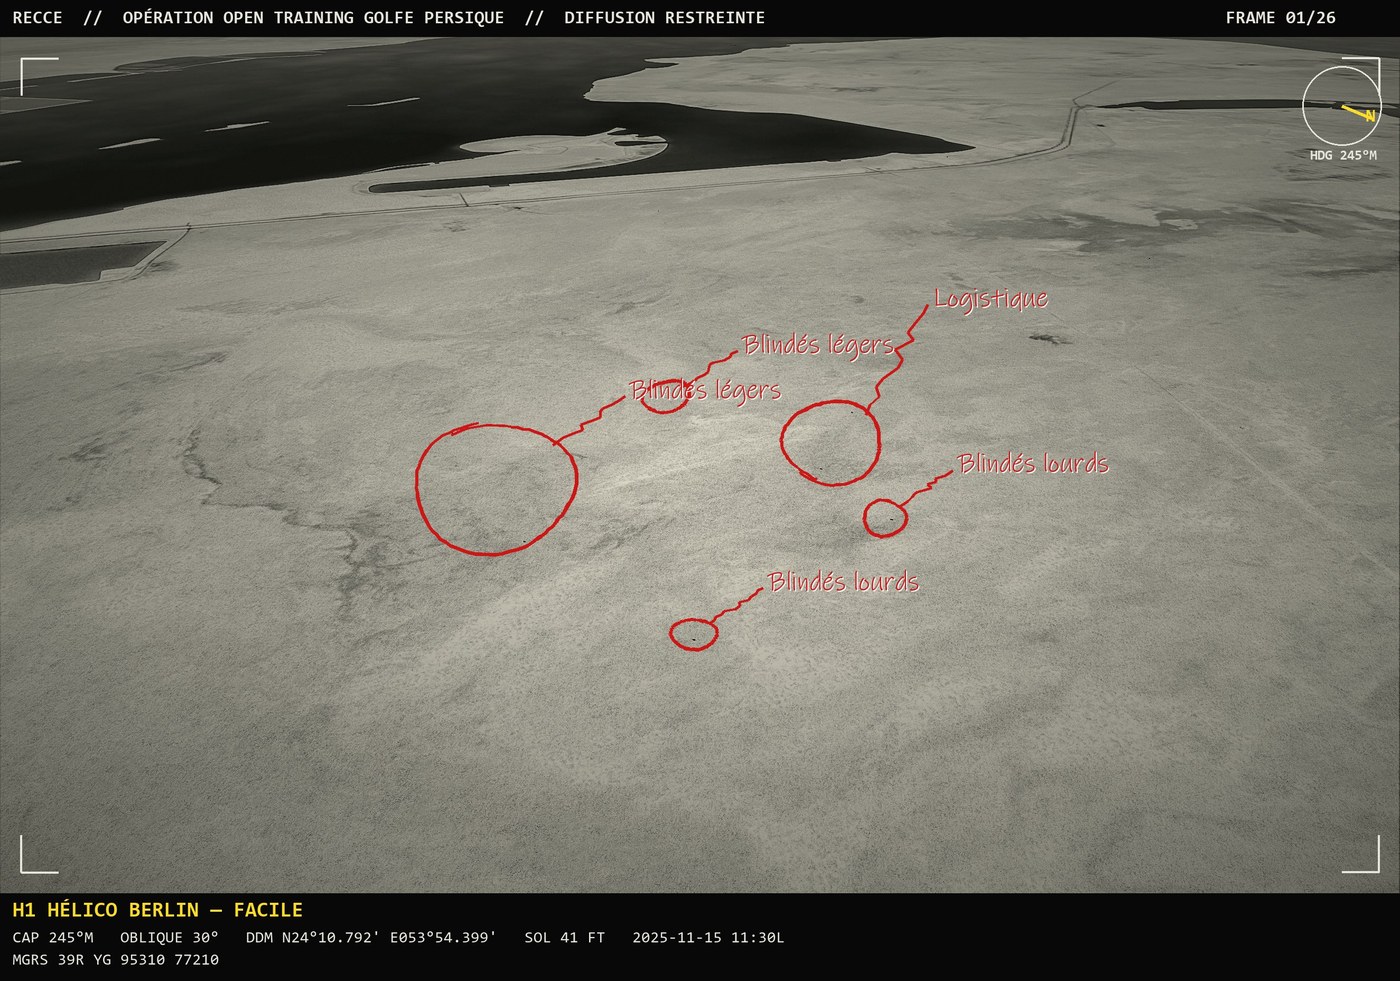 RECCE // OPÉRATION OPEN TRAINING GOLFE PERSIQUE // DIFFUSION RESTREINTE FRAME 01/26
N
HDG 245°M
Logistique
Blindés légers
Blindés légers
Blindés lourds
Blindés lourds
H1 HÉLICO BERLIN — FACILE
CAP 245°M OBLIQUE 30° DDM N24°10.792' E053°54.399' SOL 41 FT 2025-11-15 11:30L
MGRS 39R YG 95310 77210